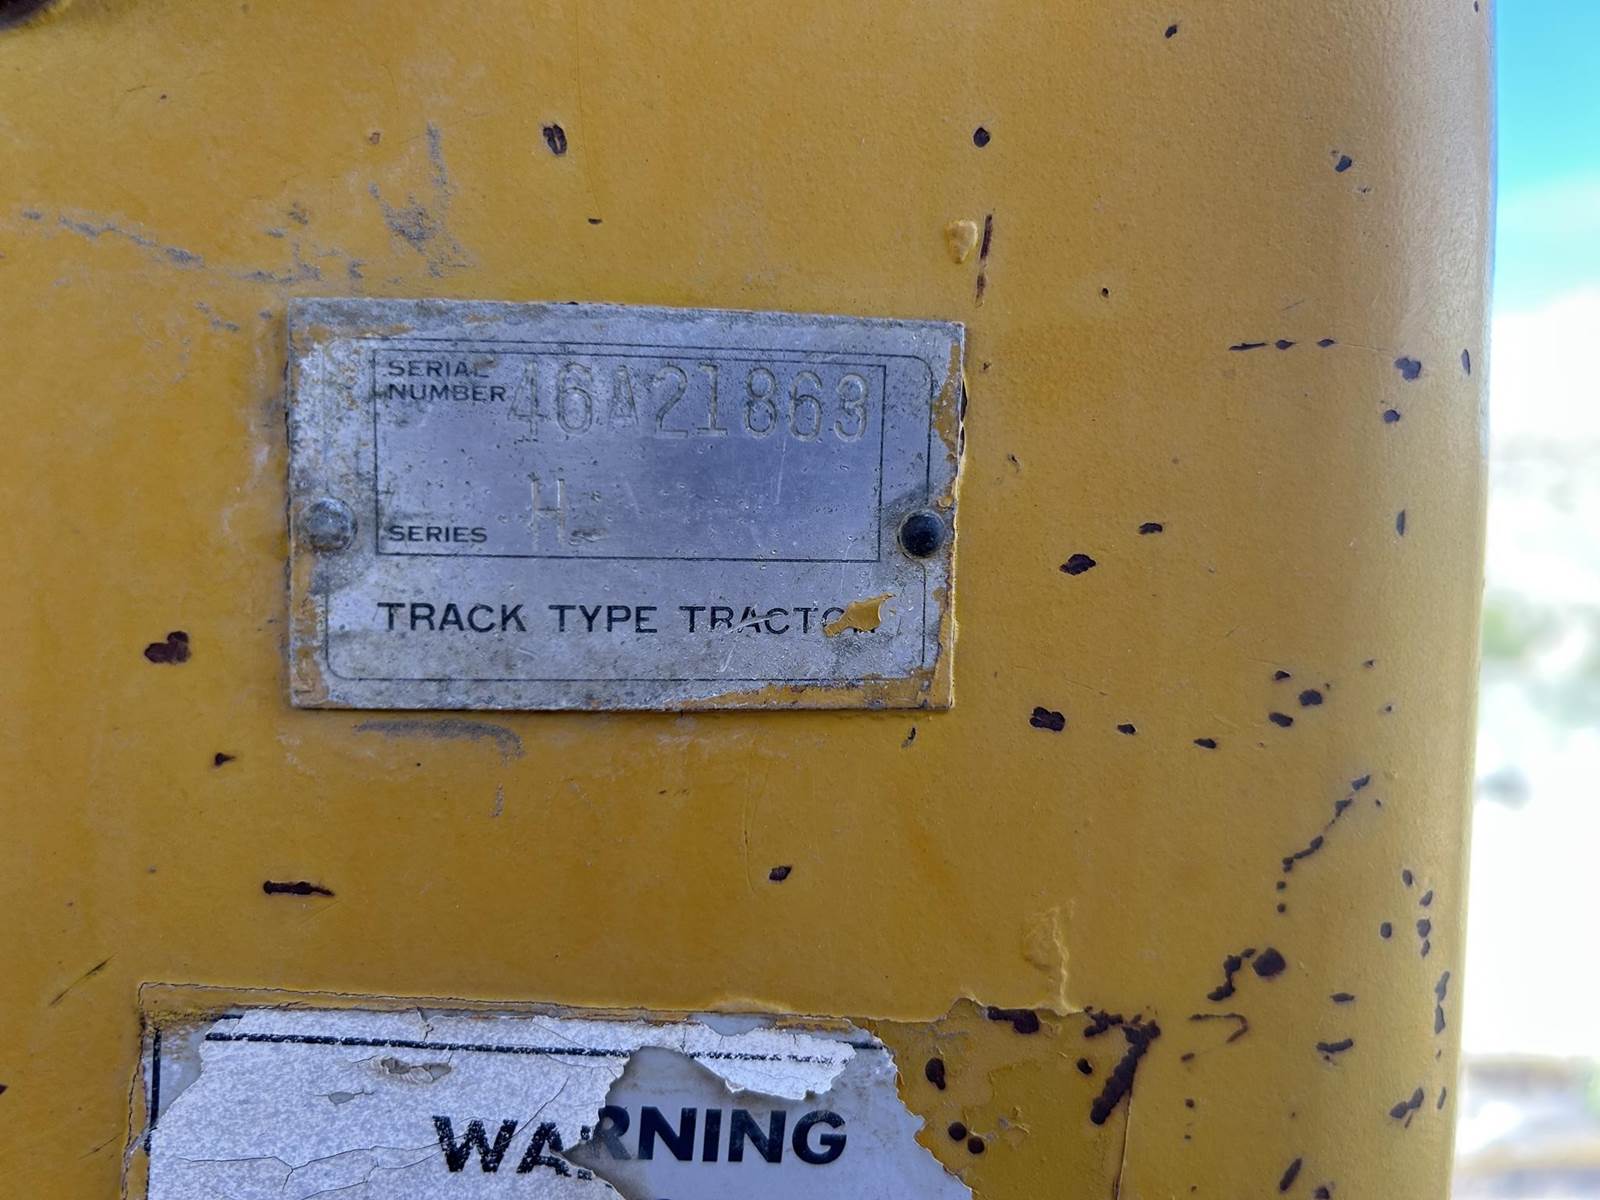 SERIAL
NUMBER 46A21863
SERIES H
TRACK TYPE TRACTOR
WARNING